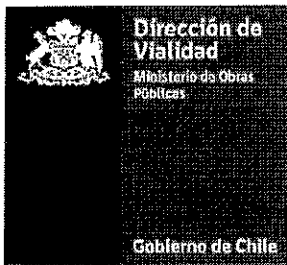 Dirección de
Vialidad
Ministerio de Obras
Públicas
Gobierno de Chile